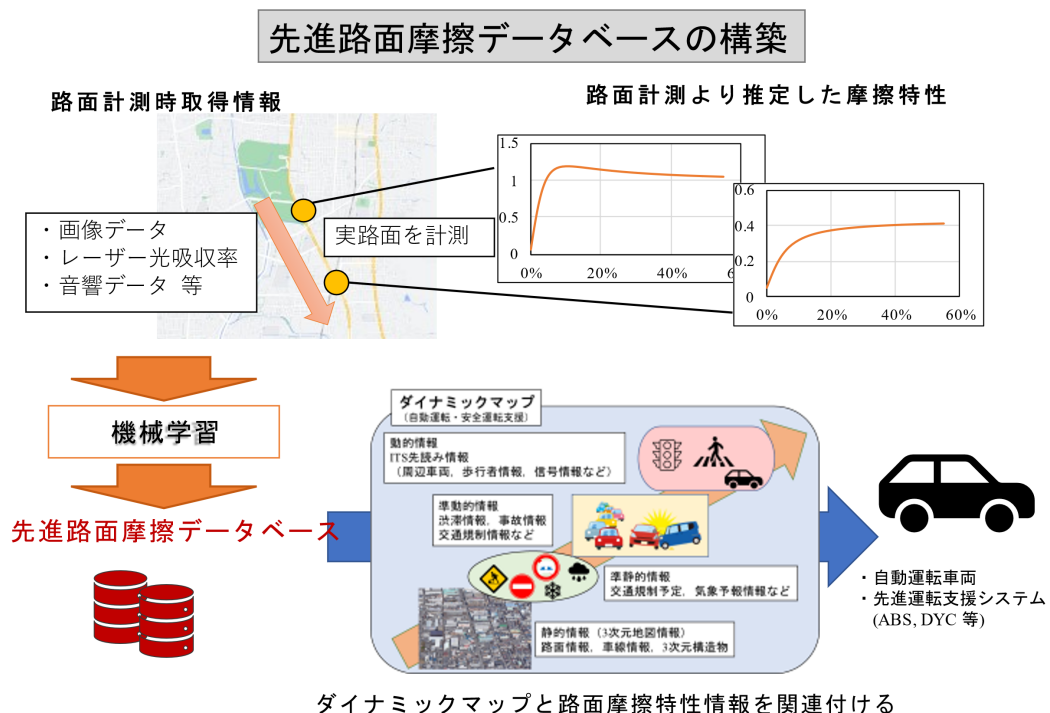 先進路面摩擦データベースの構築
路面計測時取得情報
路面計測より推定した摩擦特性
・画像データ
・レーザー光吸収率
・音響データ 等
実路面を計測
1.5
1
0.5
0
0%
20%
40%
6
0.6
0.4
0.2
0
0%
20%
40%
60%
機械学習
先進路面摩擦データベース
ダイナミックマップ
(自動運転・安全運転支援)
動的情報
ITS先読み情報
（周辺車両，歩行者情報，信号情報など）
準動的情報
渋滞情報，事故情報
交通規制情報など
準静的情報
交通規制予定，気象予報情報など
静的情報（3次元地図情報）
路面情報，車線情報，3次元構造物
・自動運転車両
・先進運転支援システム
(ABS, DYC 等)
ダイナミックマップと路面摩擦特性情報を関連付ける